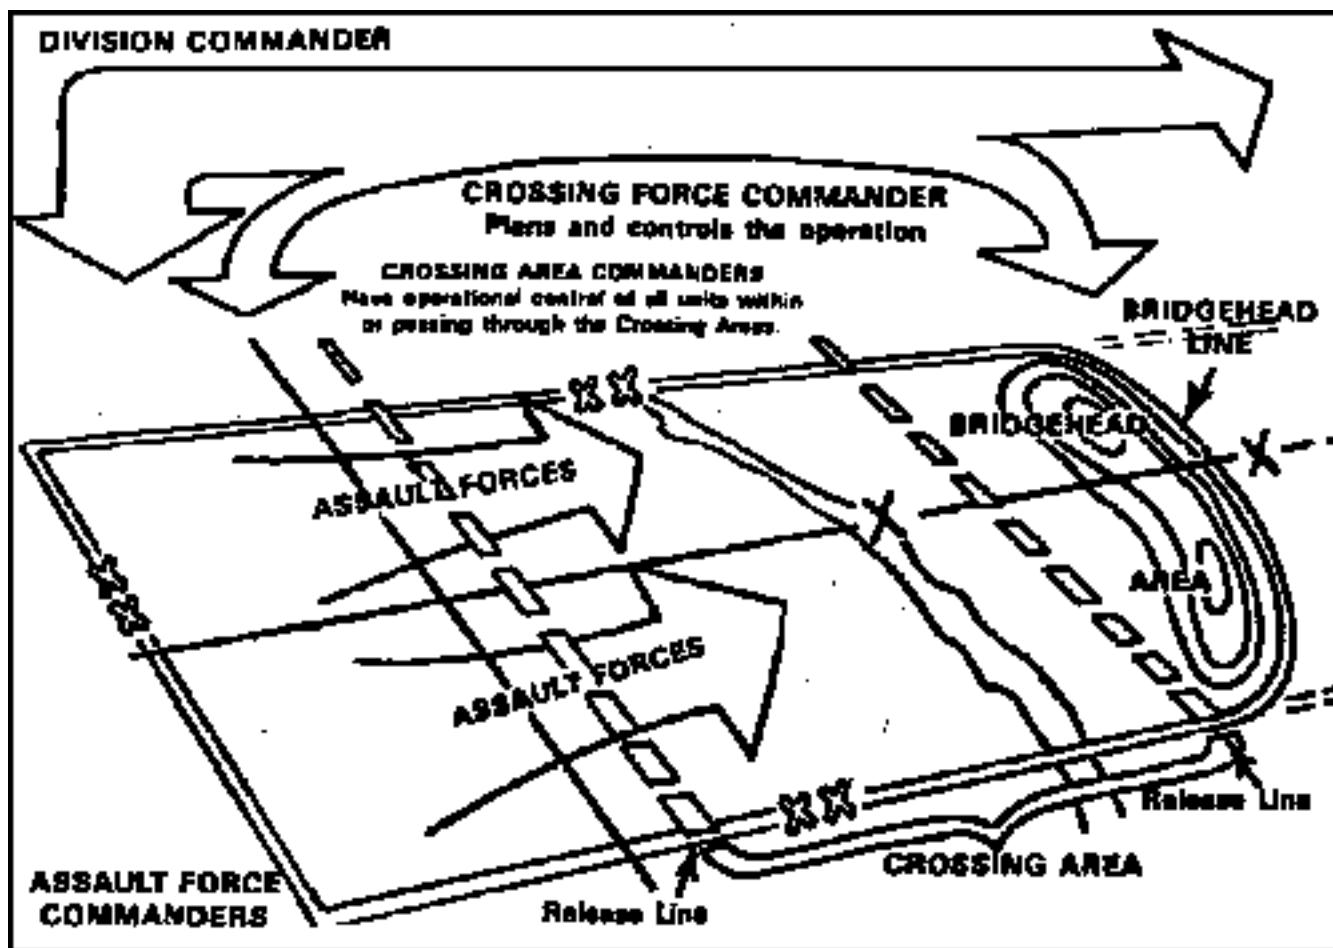 DIVISION COMMANDER
CROSSING FORCE COMMANDER
Plans and controls the operation
CROSSING AREA COMMANDERS
Have operational control of all units within
or passing through the Crossing Areas.
BRIDGEHEAD
LINE
BRIDGEHEAD
AREA
ASSAULT FORCES
ASSAULT FORCES
Release Line
CROSSING AREA
ASSAULT FORCE
COMMANDERS
Release Line